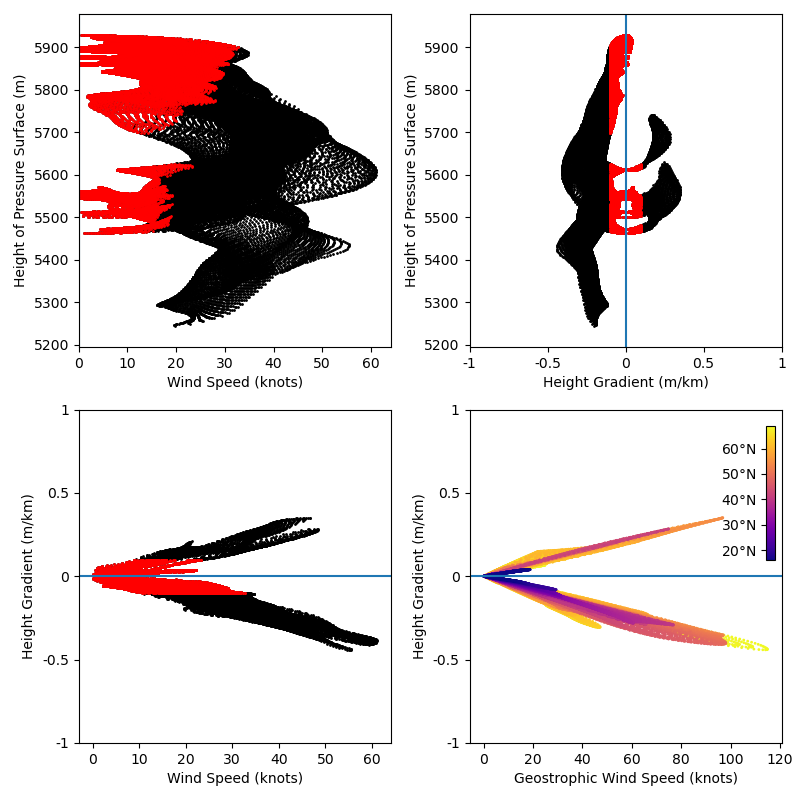 5900
5800
5700
5600
5500
5400
5300
5200
Height of Pressure Surface (m)
0 10 20 30 40 50 60
Wind Speed (knots)
5900
5800
5700
5600
5500
5400
5300
5200
Height of Pressure Surface (m)
-1 -0.5 0 0.5 1
Height Gradient (m/km)
1
0.5
0
-0.5
-1
Height Gradient (m/km)
0 10 20 30 40 50 60
Wind Speed (knots)
1
0.5
0
-0.5
-1
Height Gradient (m/km)
60°N
50°N
40°N
30°N
20°N
0 20 40 60 80 100 120
Geostrophic Wind Speed (knots)